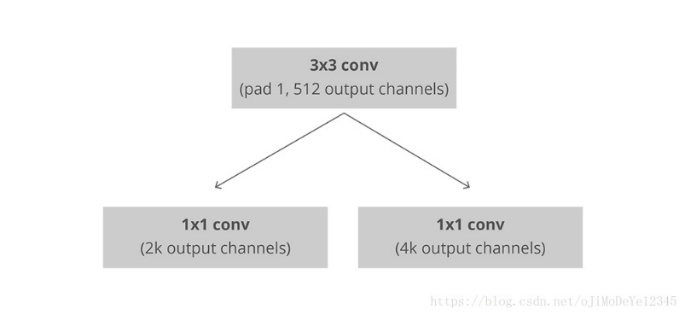 3x3 conv
(pad 1, 512 output channels)
1x1 conv
(2k output channels)
1x1 conv
(4k output channels)
https://blog.csdn.net/oJiMoDeYe12345